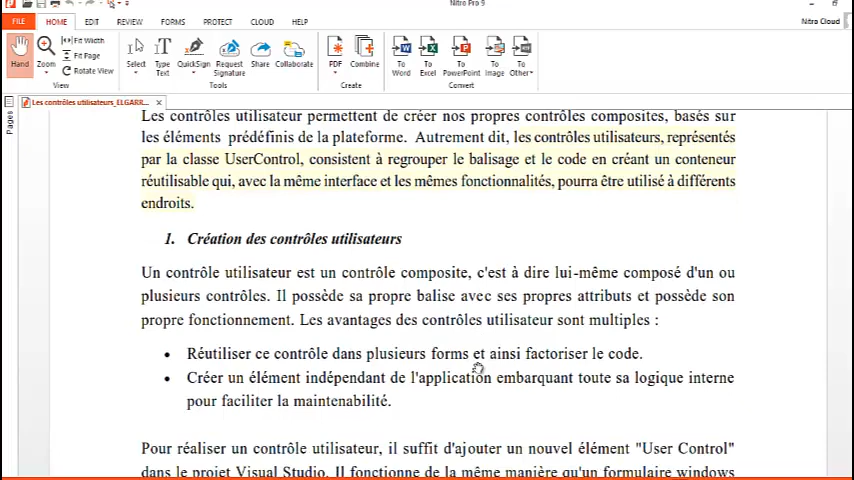 Nitro Pro 9
FILE HOME EDIT REVIEW FORMS PROTECT CLOUD HELP Nitro Cloud
Hand Zoom Fit Width Fit Page Rotate View Select Type Text QuickSign Request Signature Share Collaborate PDF Combine To Word To Excel To PowerPoint To Image To Other
View Tools Create Convert
Les contrôles utilisateurs_ELGARR...
Pages
Les contrôles utilisateur permettent de créer nos propres contrôles composites, basés sur
les éléments prédéfinis de la plateforme. Autrement dit, les contrôles utilisateurs, représentés
par la classe UserControl, consistent à regrouper le balisage et le code en créant un conteneur
réutilisable qui, avec la même interface et les mêmes fonctionnalités, pourra être utilisé à différents
endroits.
1. Création des contrôles utilisateurs
Un contrôle utilisateur est un contrôle composite, c'est à dire lui-même composé d'un ou
plusieurs contrôles. Il possède sa propre balise avec ses propres attributs et possède son
propre fonctionnement. Les avantages des contrôles utilisateur sont multiples :
• Réutiliser ce contrôle dans plusieurs forms et ainsi factoriser le code.
• Créer un élément indépendant de l'application embarquant toute sa logique interne
pour faciliter la maintenabilité.
Pour réaliser un contrôle utilisateur, il suffit d'ajouter un nouvel élément "User Control"
dans le projet Visual Studio. Il fonctionne de la même manière qu'un formulaire windows